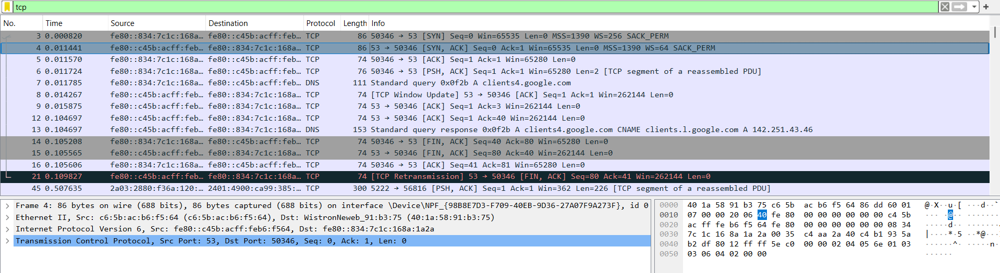 tcp
No. Time Source Destination Protocol Length Info
3 0.000820 fe80::834:7c1c:168a… fe80::c45b:acff:feb… TCP 86 50346 → 53 [SYN] Seq=0 Win=65535 Len=0 MSS=1390 WS=256 SACK_PERM
4 0.011441 fe80::c45b:acff:feb… fe80::834:7c1c:168a… TCP 86 53 → 50346 [SYN, ACK] Seq=0 Ack=1 Win=65535 Len=0 MSS=1390 WS=64 SACK_PERM
5 0.011570 fe80::834:7c1c:168a… fe80::c45b:acff:feb… TCP 74 50346 → 53 [ACK] Seq=1 Ack=1 Win=65280 Len=0
6 0.011724 fe80::834:7c1c:168a… fe80::c45b:acff:feb… TCP 76 50346 → 53 [PSH, ACK] Seq=1 Ack=1 Win=65280 Len=2 [TCP segment of a reassembled PDU]
7 0.011785 fe80::834:7c1c:168a… fe80::c45b:acff:feb… DNS 111 Standard query 0x0f2b A clients4.google.com
8 0.014267 fe80::c45b:acff:feb… fe80::834:7c1c:168a… TCP 74 [TCP Window Update] 53 → 50346 [ACK] Seq=1 Ack=1 Win=262144 Len=0
9 0.015875 fe80::c45b:acff:feb… fe80::834:7c1c:168a… TCP 74 53 → 50346 [ACK] Seq=1 Ack=3 Win=262144 Len=0
12 0.104697 fe80::c45b:acff:feb… fe80::834:7c1c:168a… TCP 74 53 → 50346 [ACK] Seq=1 Ack=40 Win=262144 Len=0
13 0.104697 fe80::c45b:acff:feb… fe80::834:7c1c:168a… DNS 153 Standard query response 0x0f2b A clients4.google.com CNAME clients.l.google.com A 142.251.43.46
14 0.105208 fe80::834:7c1c:168a… fe80::c45b:acff:feb… TCP 74 50346 → 53 [FIN, ACK] Seq=40 Ack=80 Win=65280 Len=0
15 0.105565 fe80::c45b:acff:feb… fe80::834:7c1c:168a… TCP 74 53 → 50346 [FIN, ACK] Seq=80 Ack=40 Win=262144 Len=0
16 0.105606 fe80::834:7c1c:168a… fe80::c45b:acff:feb… TCP 74 50346 → 53 [ACK] Seq=41 Ack=81 Win=65280 Len=0
21 0.109827 fe80::c45b:acff:feb… fe80::834:7c1c:168a… TCP 74 [TCP Retransmission] 53 → 50346 [FIN, ACK] Seq=80 Ack=41 Win=262144 Len=0
45 0.507635 2a03:2880:f36a:120:… 2401:4900:ca99:385:… TCP 300 5222 → 56816 [PSH, ACK] Seq=1 Ack=1 Win=362 Len=226 [TCP segment of a reassembled PDU]
Frame 4: 86 bytes on wire (688 bits), 86 bytes captured (688 bits) on interface \Device\NPF_{98B8E7D3-F709-40EB-9D36-27A07F9A273F}, id 0
Ethernet II, Src: c6:5b:ac:b6:f5:64 (c6:5b:ac:b6:f5:64), Dst: WistronNeweb_91:b3:75 (40:1a:58:91:b3:75)
Internet Protocol Version 6, Src: fe80::c45b:acff:feb6:f564, Dst: fe80::834:7c1c:168a:1a2a
Transmission Control Protocol, Src Port: 53, Dst Port: 50346, Seq: 0, Ack: 1, Len: 0
0000 40 1a 58 91 b3 75 c6 5b ac b6 f5 64 86 dd 60 01 @·X··u·[ ···d··`
0010 07 00 00 20 06 40 fe 80 00 00 00 00 00 00 c4 5b ··· ·@·· ·······
0020 ac ff fe b6 f5 64 fe 80 00 00 00 00 00 00 08 34 ·····d·· ·······
0030 7c 1c 16 8a 1a 2a 00 35 c4 aa 2a 40 c4 b1 93 5a |····*·5 ··*@···
0040 b2 df 80 12 ff ff 5e c0 00 00 02 04 05 6e 01 03 ······^· ·····n·
0050 03 06 04 02 00 00 ······